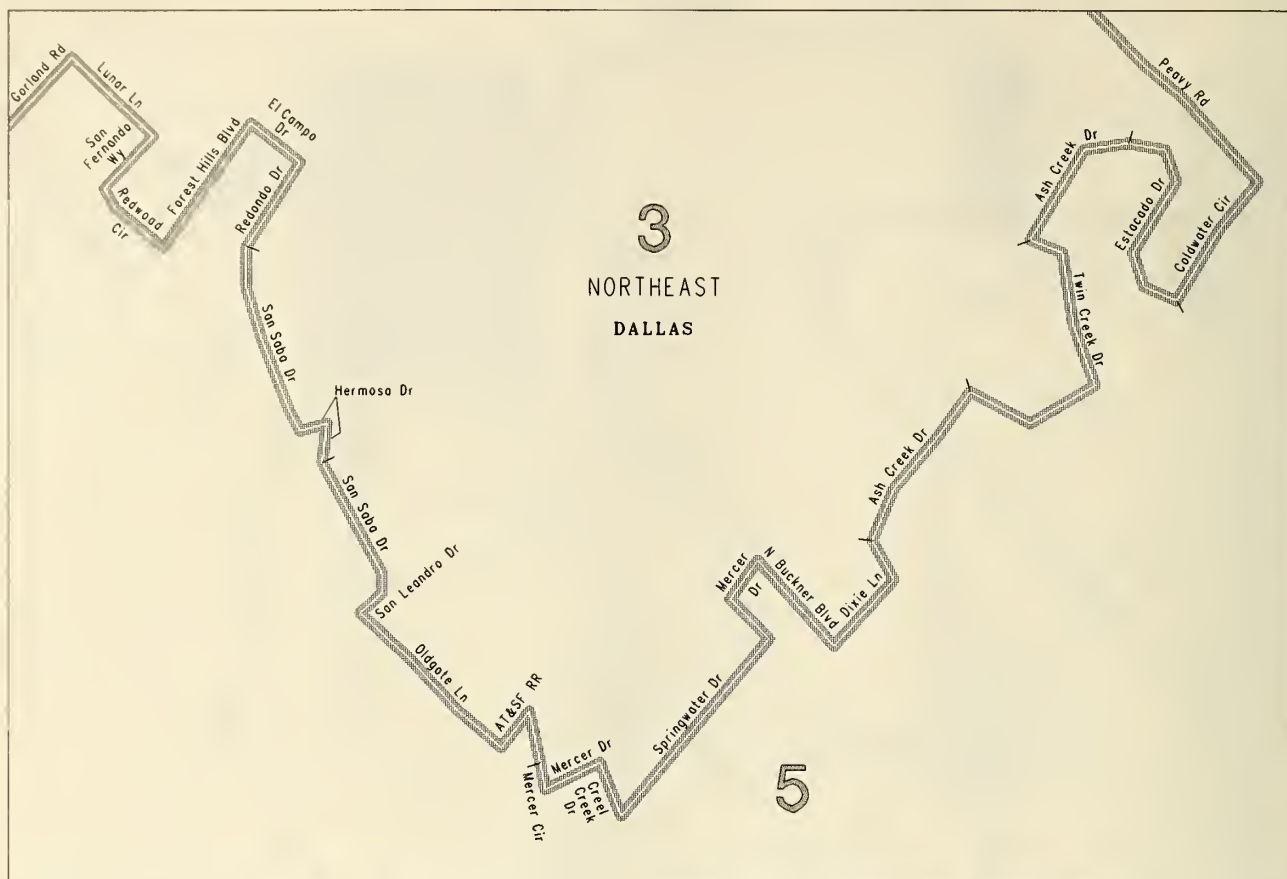 Garland Rd
Lunar Ln
San
Fernando
Wy
Redwood
Cir
Forest Hills Blvd
El Campo
Dr
Redondo Dr
San Saba Dr
Hermosa Dr
San Saba Dr
San Leandro Dr
Oldgate Ln
AT&SF RR
Mercer Cir
Mercer Dr
Creel
Creek
Dr
Springwater Dr
Mercer
Dr
N Buckner Blvd
Dixie Ln
Ash Creek Dr
Twin Creek Dr
Ash Creek Dr
Estacado Dr
Coldwater Cir
Peavy Rd
3
NORTHEAST
DALLAS
5